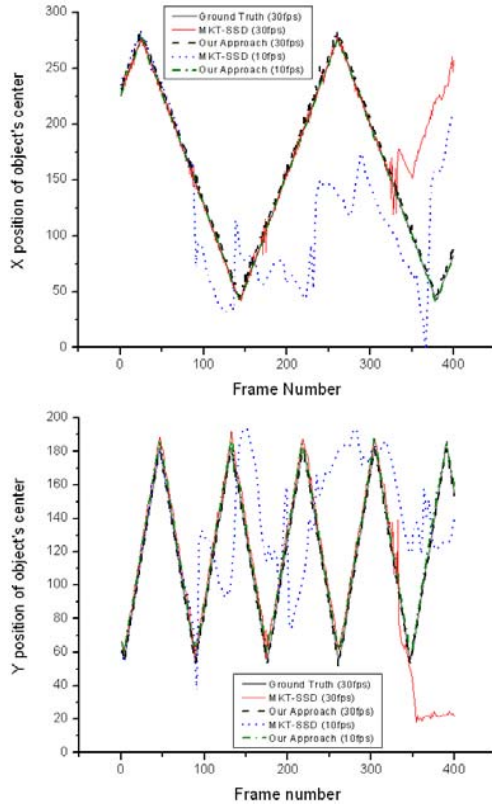 Ground Truth (30fps)
MKT-SSD (30fps)
Our Approach (30fps)
MKT-SSD (10fps)
Our Approach (10fps)
300
250
200
150
100
50
0
X position of object's center
0 100 200 300 400
Frame Number
200
180
160
140
120
100
80
60
40
20
0
Y position of object's center
Ground Truth (30fps)
MKT-SSD (30fps)
Our Approach (30fps)
MKT-SSD (10fps)
Our Approach (10fps)
0 100 200 300 400
Frame number